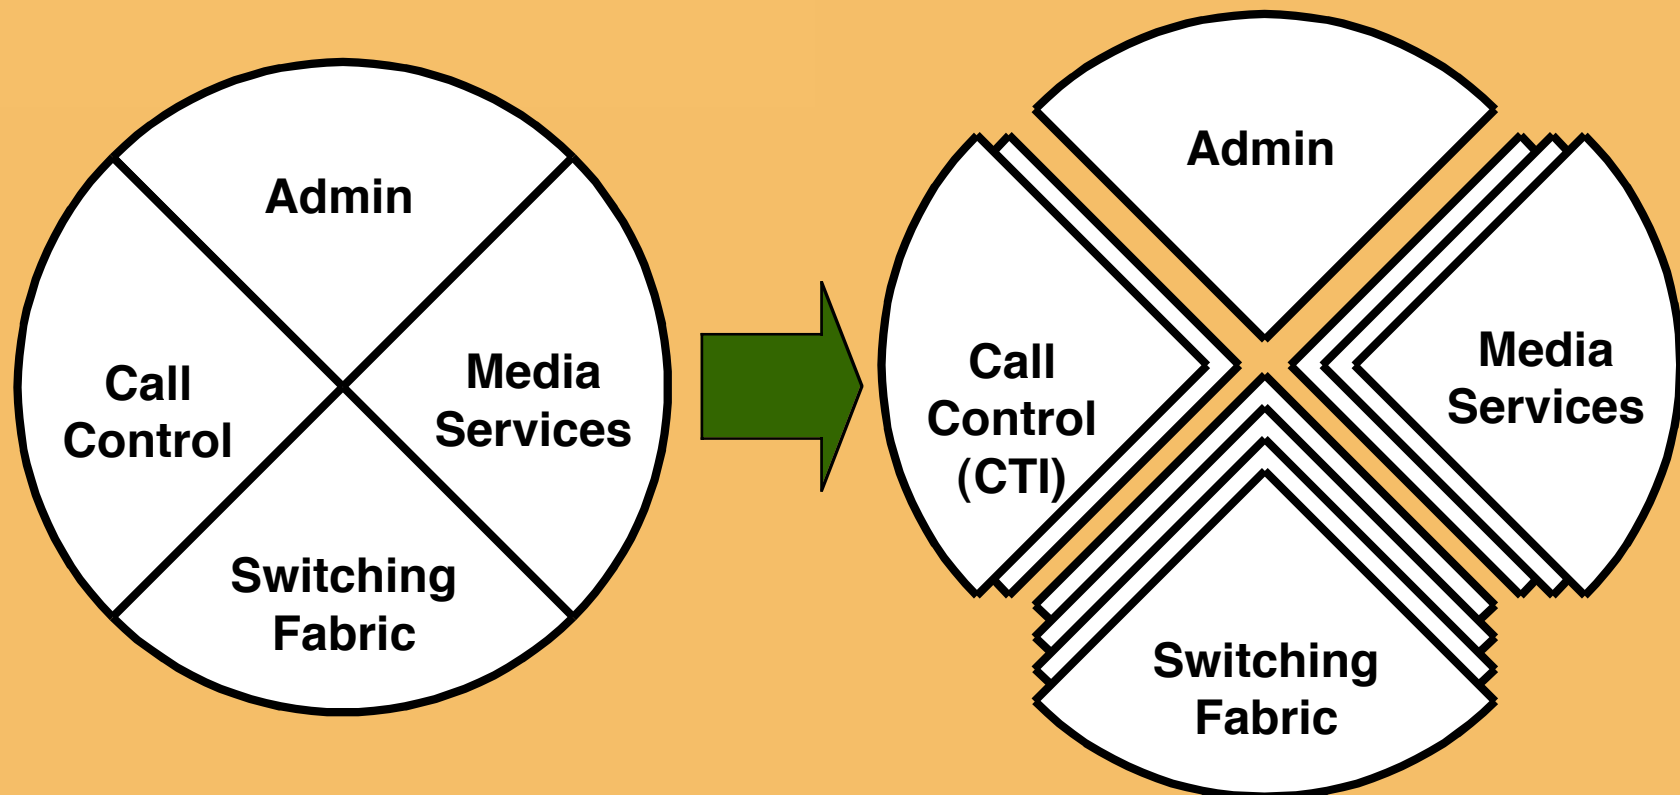 Admin
Call
Control
Media
Services
Switching
Fabric
Admin
Call
Control
(CTI)
Media
Services
Switching
Fabric